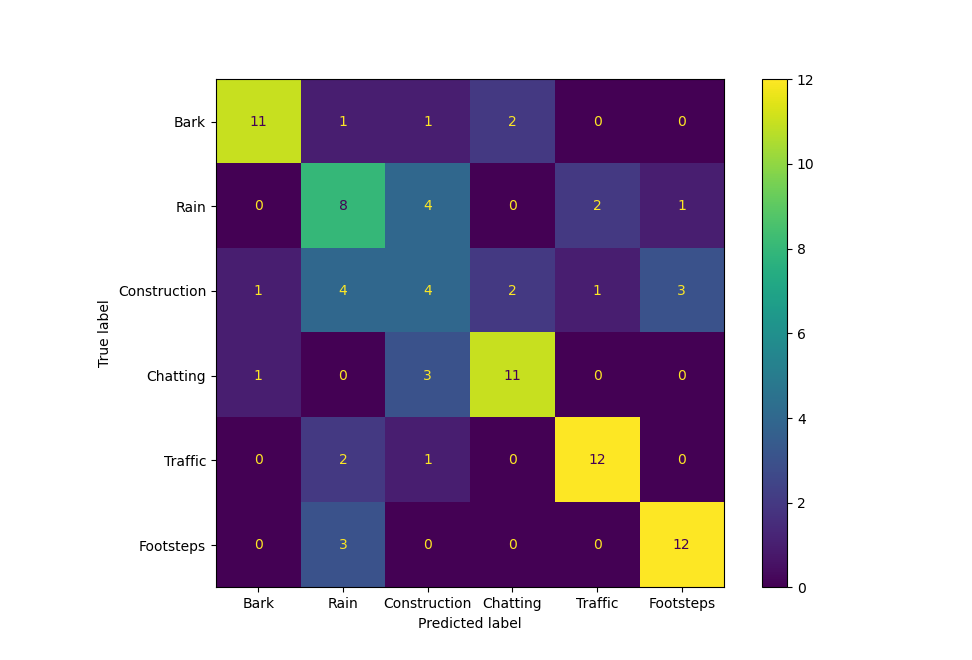 Bark 11 1 1 2 0 0
Rain 0 8 4 0 2 1
Construction 1 4 4 2 1 3
Chatting 1 0 3 11 0 0
Traffic 0 2 1 0 12 0
Footsteps 0 3 0 0 0 12
Bark Rain Construction Chatting Traffic Footsteps
Predicted label
True label
12
10
8
6
4
2
0